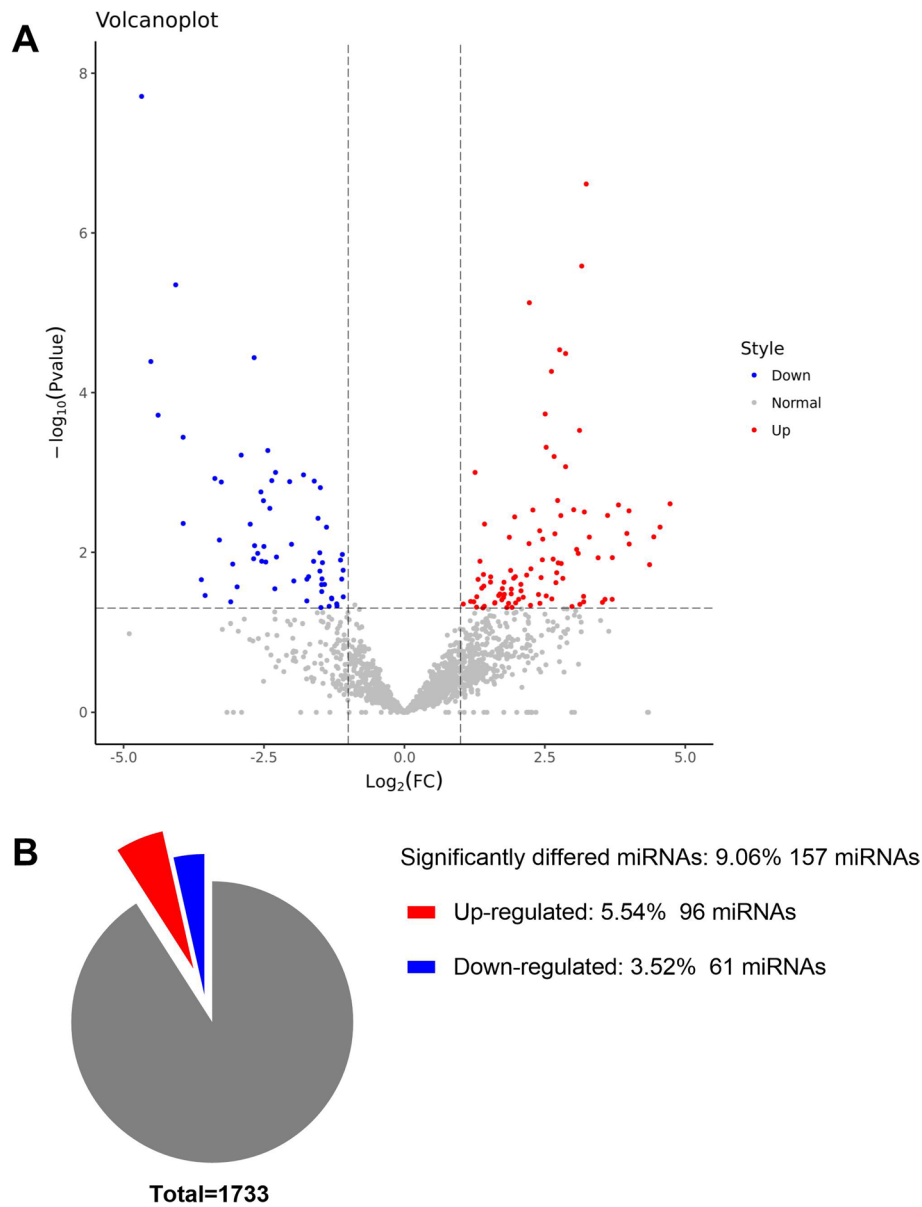 A
Volcanoplot
8
6
4
2
0
−log₁₀(Pvalue)
-5.0 -2.5 0.0 2.5 5.0
Log₂(FC)
Style
Down
Normal
Up
B
Significantly differed miRNAs: 9.06% 157 miRNAs
Up-regulated: 5.54% 96 miRNAs
Down-regulated: 3.52% 61 miRNAs
Total=1733